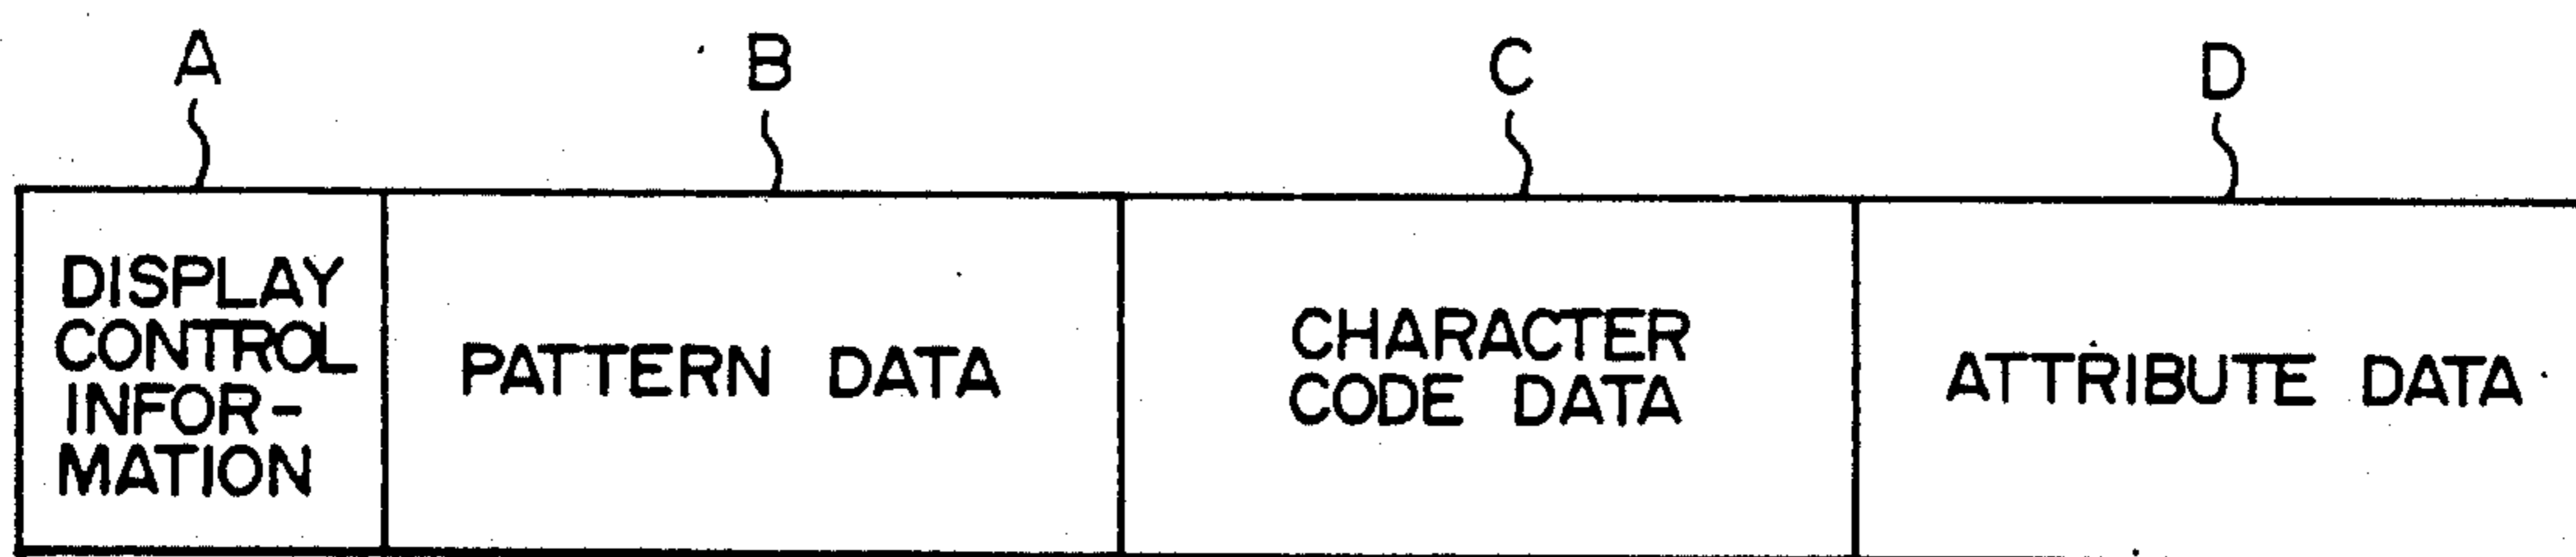 A B C D
DISPLAY
CONTROL
INFOR-
MATION
PATTERN DATA
CHARACTER
CODE DATA
ATTRIBUTE DATA